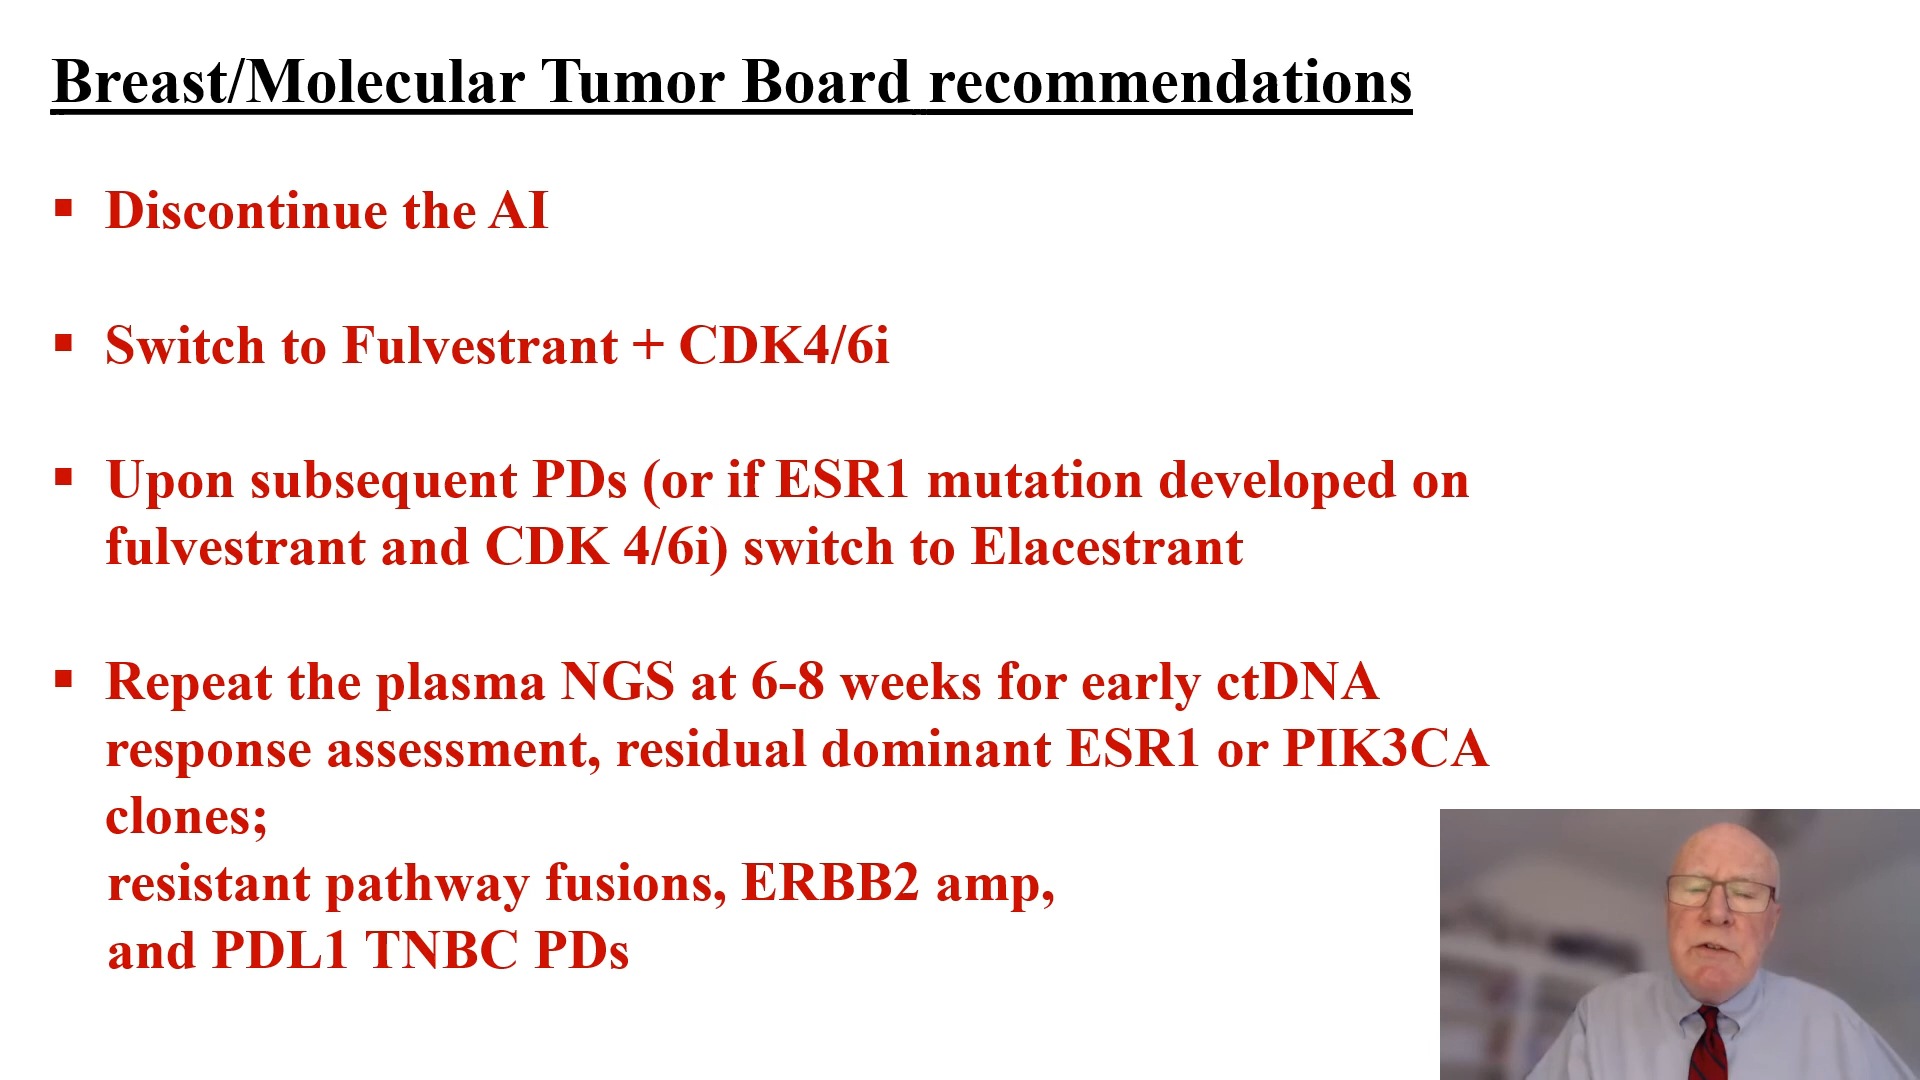 Breast/Molecular Tumor Board recommendations
▪ Discontinue the AI
▪ Switch to Fulvestrant + CDK4/6i
▪ Upon subsequent PDs (or if ESR1 mutation developed on
fulvestrant and CDK 4/6i) switch to Elacestrant
▪ Repeat the plasma NGS at 6-8 weeks for early ctDNA
response assessment, residual dominant ESR1 or PIK3CA
clones;
resistant pathway fusions, ERBB2 amp,
and PDL1 TNBC PDs